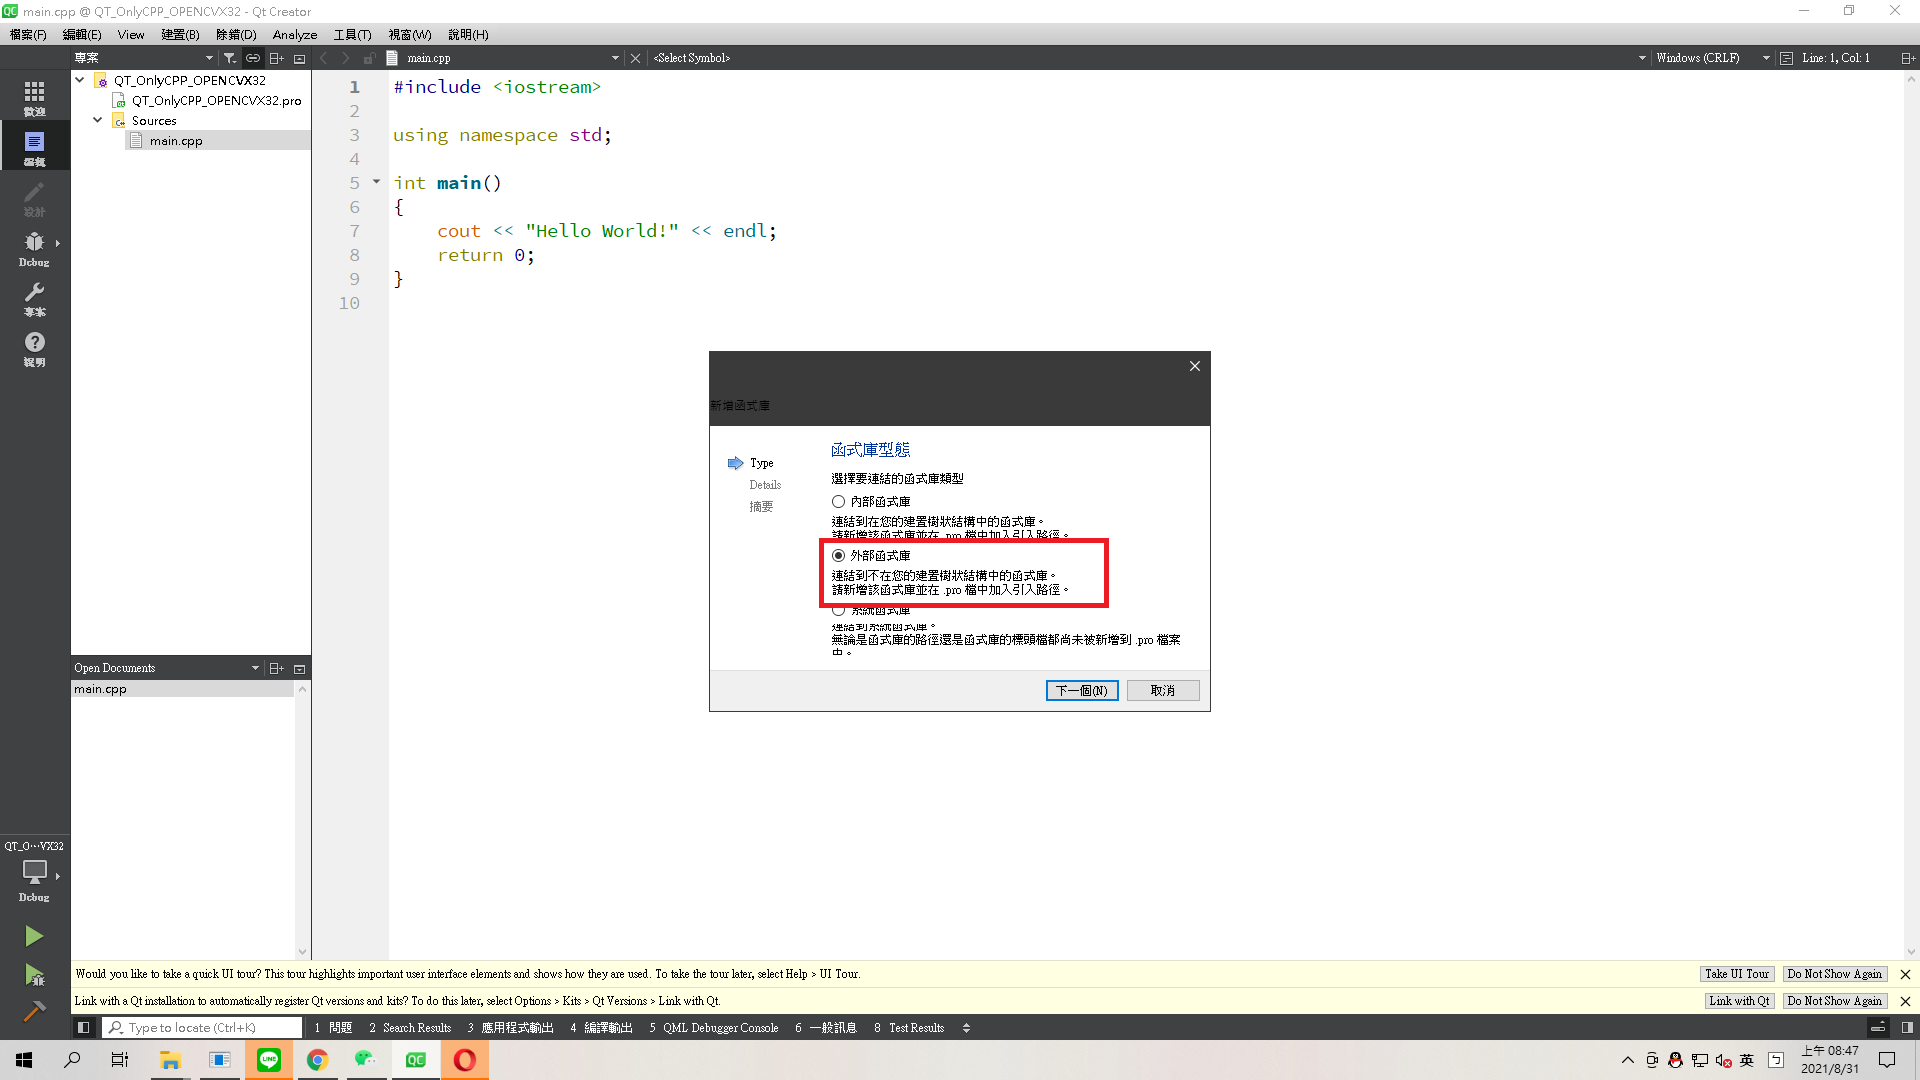 main.cpp @ QT_OnlyCPP_OPENCVX32 - Qt Creator
檔案(F) 編輯(E) View 建置(B) 除錯(D) Analyze 工具(T) 視窗(W) 說明(H)
專案 main.cpp <Select Symbol> Windows (CRLF) Line: 1, Col: 1
歡迎
編輯
設計
Debug
專案
說明
QT_OnlyCPP_OPENCVX32
QT_OnlyCPP_OPENCVX32.pro
Sources
main.cpp
1 #include <iostream>
2
3 using namespace std;
4
5 int main()
6 {
7 cout << "Hello World!" << endl;
8 return 0;
9 }
10
新增函式庫
Type
Details
摘要
函式庫型態
選擇要連結的函式庫類型
內部函式庫
連結到在您的建置樹狀結構中的函式庫。
請新增該函式庫並在 .pro 檔中加入引入路徑。
外部函式庫
連結到不在您的建置樹狀結構中的函式庫。
請新增該函式庫並在 .pro 檔中加入引入路徑。
系統函式庫
連結到系統函式庫。
無論是函式庫的路徑還是函式庫的標頭檔都尚未被新增到 .pro 檔案
中。
下一個(N) 取消
Open Documents
main.cpp
QT_O···VX32
Debug
Would you like to take a quick UI tour? This tour highlights important user interface elements and shows how they are used. To take the tour later, select Help > UI Tour. Take UI Tour Do Not Show Again
Link with a Qt installation to automatically register Qt versions and kits? To do this later, select Options > Kits > Qt Versions > Link with Qt. Link with Qt Do Not Show Again
Type to locate (Ctrl+K) 1 問題 2 Search Results 3 應用程式輸出 4 編譯輸出 5 QML Debugger Console 6 一般訊息 8 Test Results
LINE QC 英 上午 08:47
2021/8/31